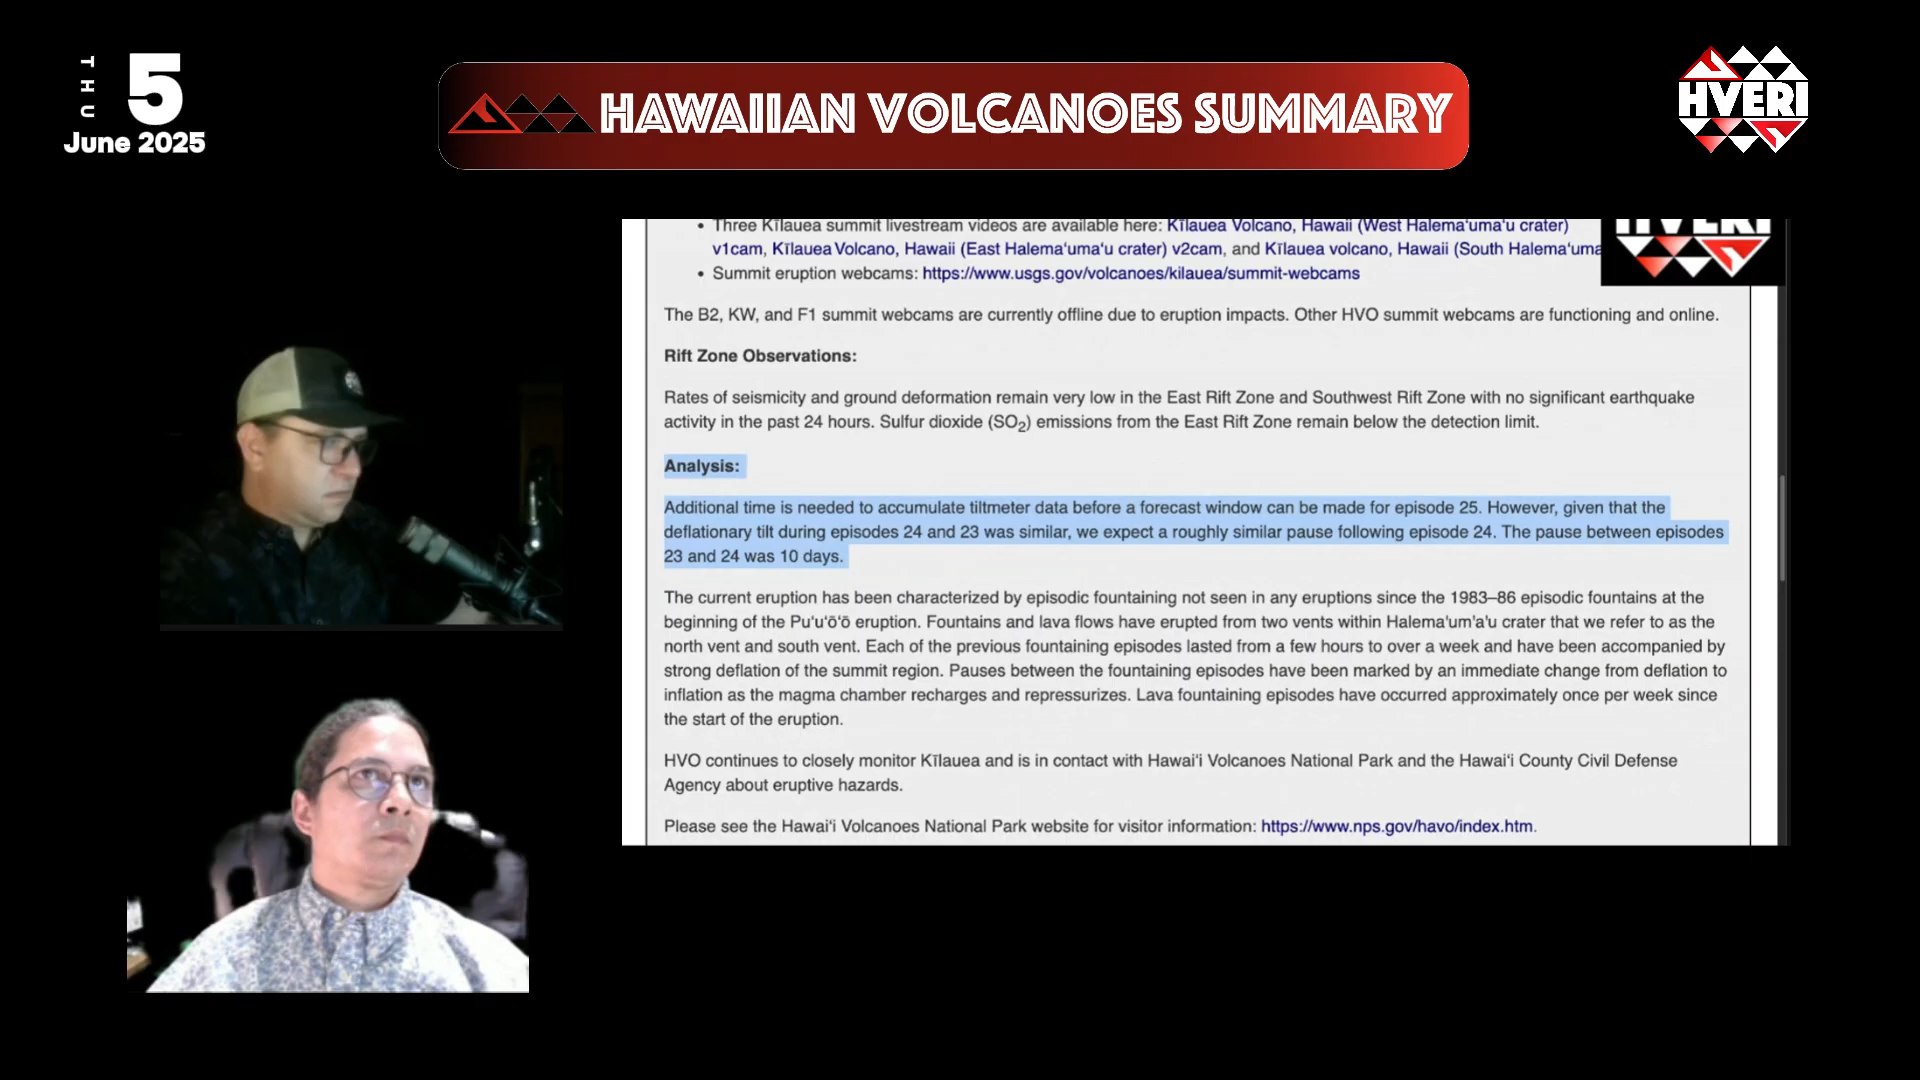 THU
5
June 2025
HAWAIIAN VOLCANOES SUMMARY
HVERI
• Three Kīlauea summit livestream videos are available here: Kīlauea Volcano, Hawaii (West Halemaʻumaʻu crater)
v1cam, Kīlauea Volcano, Hawaii (East Halemaʻumaʻu crater) v2cam, and Kīlauea volcano, Hawaii (South Halemaʻuma
• Summit eruption webcams: https://www.usgs.gov/volcanoes/kilauea/summit-webcams
HVERI
The B2, KW, and F1 summit webcams are currently offline due to eruption impacts. Other HVO summit webcams are functioning and online.
Rift Zone Observations:
Rates of seismicity and ground deformation remain very low in the East Rift Zone and Southwest Rift Zone with no significant earthquake
activity in the past 24 hours. Sulfur dioxide (SO2) emissions from the East Rift Zone remain below the detection limit.
Analysis:
Additional time is needed to accumulate tiltmeter data before a forecast window can be made for episode 25. However, given that the
deflationary tilt during episodes 24 and 23 was similar, we expect a roughly similar pause following episode 24. The pause between episodes
23 and 24 was 10 days.
The current eruption has been characterized by episodic fountaining not seen in any eruptions since the 1983–86 episodic fountains at the
beginning of the Puʻuʻōʻō eruption. Fountains and lava flows have erupted from two vents within Halema'um'a'u crater that we refer to as the
north vent and south vent. Each of the previous fountaining episodes lasted from a few hours to over a week and have been accompanied by
strong deflation of the summit region. Pauses between the fountaining episodes have been marked by an immediate change from deflation to
inflation as the magma chamber recharges and repressurizes. Lava fountaining episodes have occurred approximately once per week since
the start of the eruption.
HVO continues to closely monitor Kīlauea and is in contact with Hawaiʻi Volcanoes National Park and the Hawaiʻi County Civil Defense
Agency about eruptive hazards.
Please see the Hawaiʻi Volcanoes National Park website for visitor information: https://www.nps.gov/havo/index.htm.